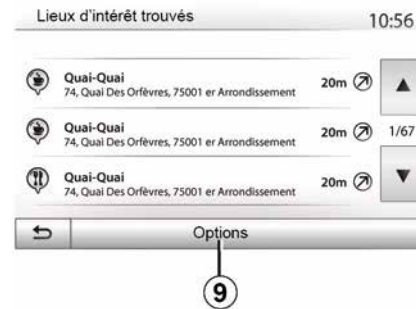 Lieux d'intérêt trouvés 10:56
Quai-Quai 20m
74, Quai Des Orfèvres, 75001 er Arrondissement
Quai-Quai 20m 1/67
74, Quai Des Orfèvres, 75001 er Arrondissement
Quai-Quai 20m
74, Quai Des Orfèvres, 75001 er Arrondissement
Options
9